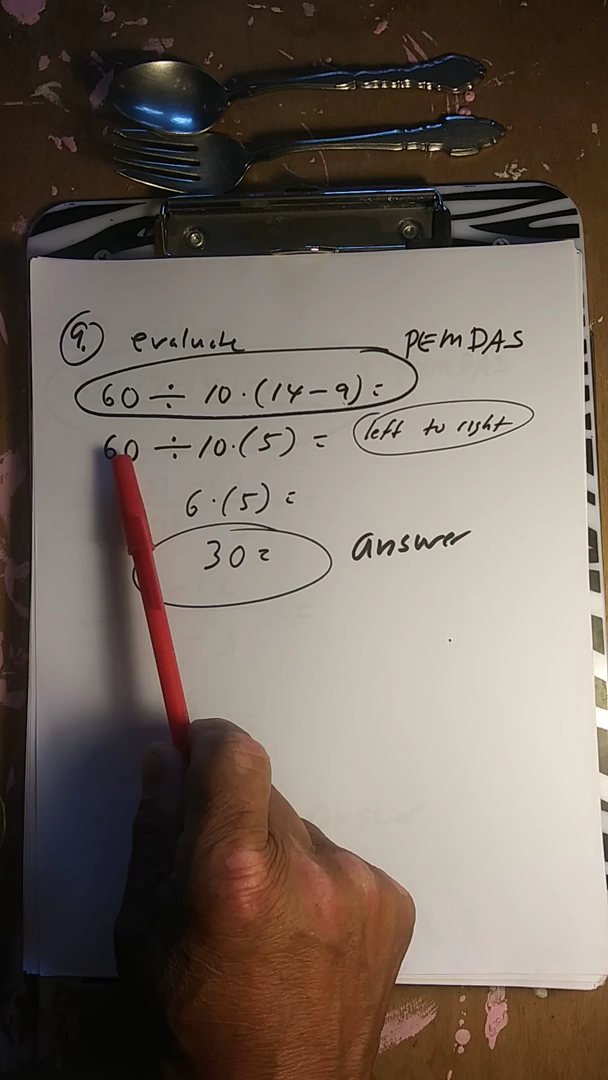 9. evaluate PEMDAS
60 ÷ 10 · (14 - 9) =
60 ÷ 10 · (5) = left to right
6 · (5) =
30 = answer